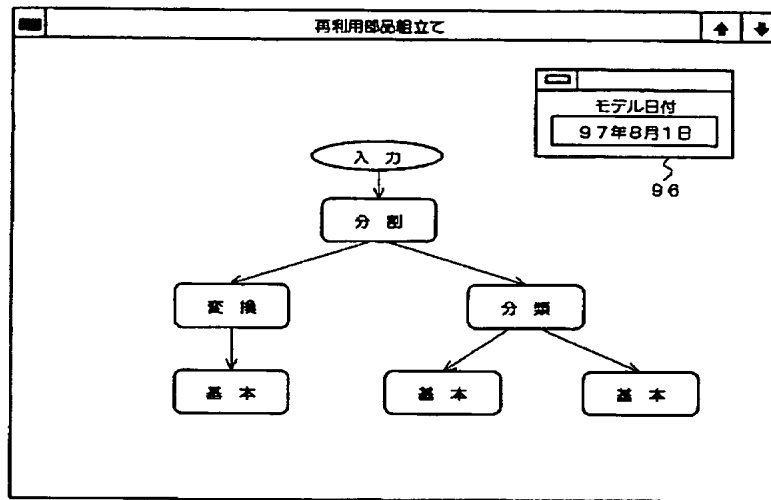 再利用部品組立て
モデル日付
97年8月1日
96
入 力
分 割
変 換
分 類
基 本
基 本
基 本